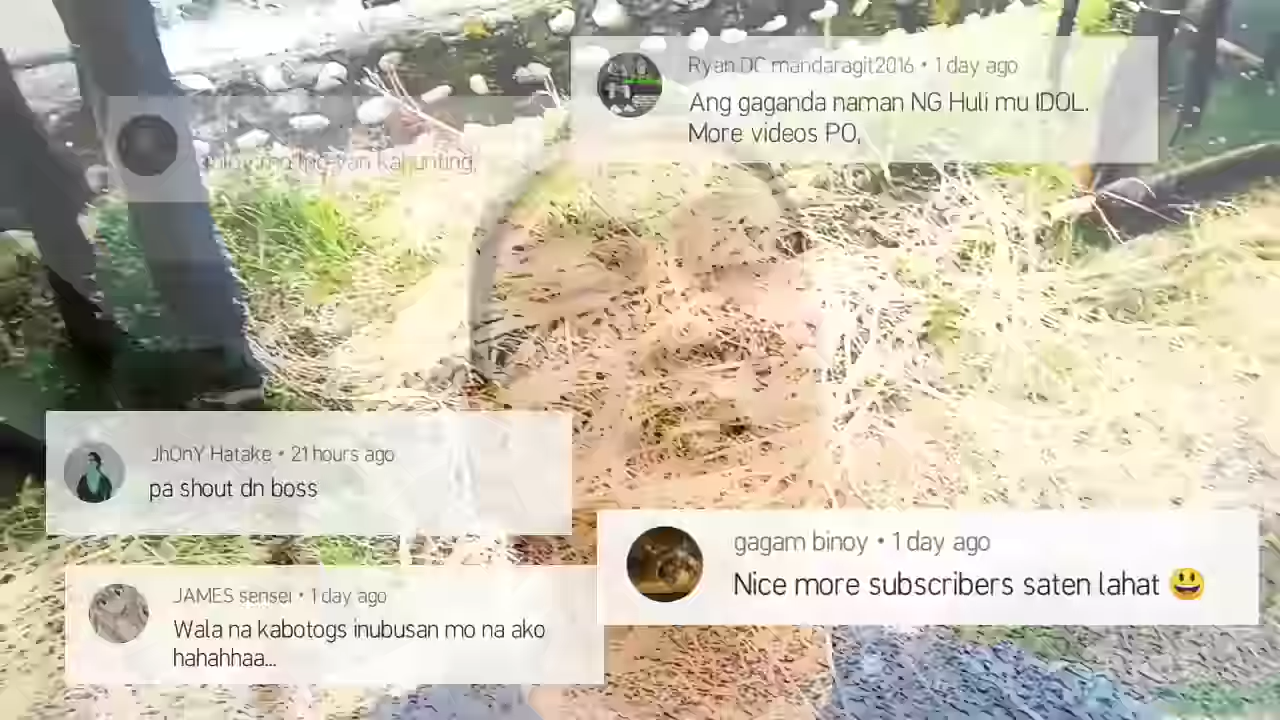 Ryan DC mandaragit2016 • 1 day ago
Ang gaganda naman NG Huli mu IDOL.
More videos PO,
kahunting,
JhOnY Hatake • 21 hours ago
pa shout dn boss
gagam binoy • 1 day ago
Nice more subscribers saten lahat 😃
JAMES sensei • 1 day ago
Wala na kabotogs inubusan mo na ako
hahahhaa...